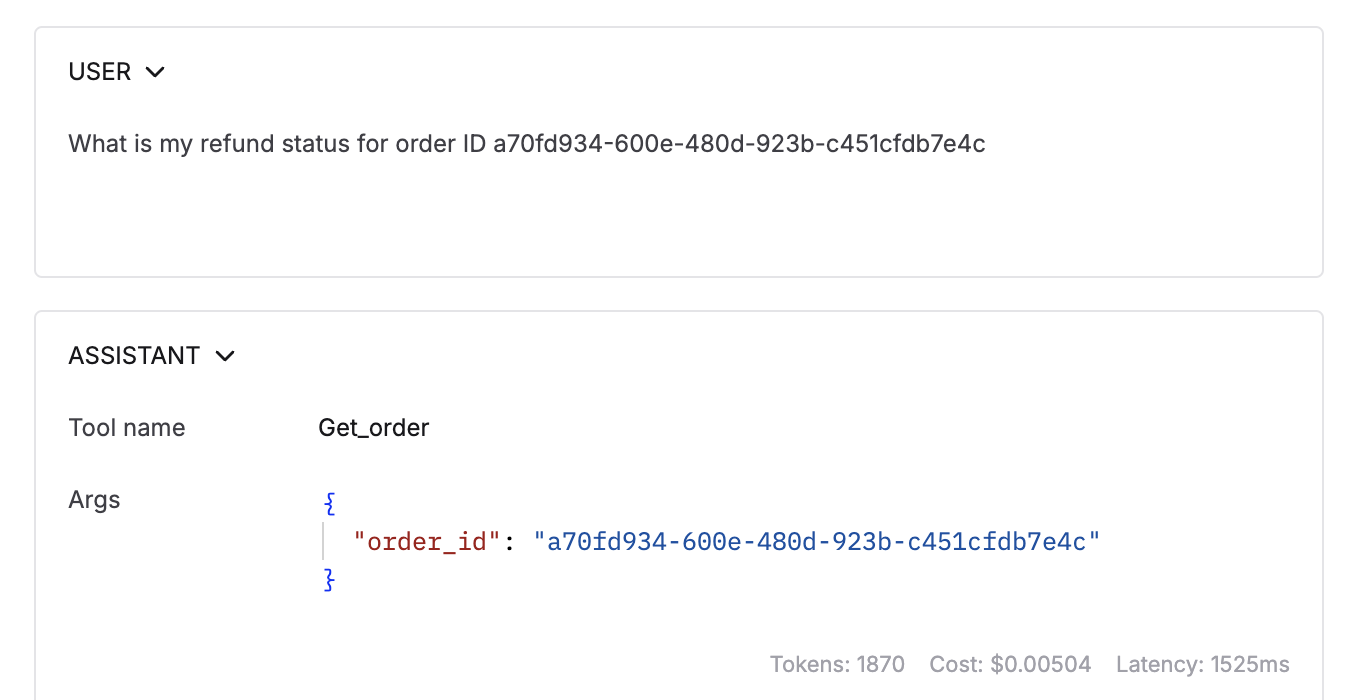 USER
What is my refund status for order ID a70fd934-600e-480d-923b-c451cfdb7e4c
ASSISTANT
Tool name Get_order
Args {
"order_id": "a70fd934-600e-480d-923b-c451cfdb7e4c"
}
Tokens: 1870 Cost: $0.00504 Latency: 1525ms